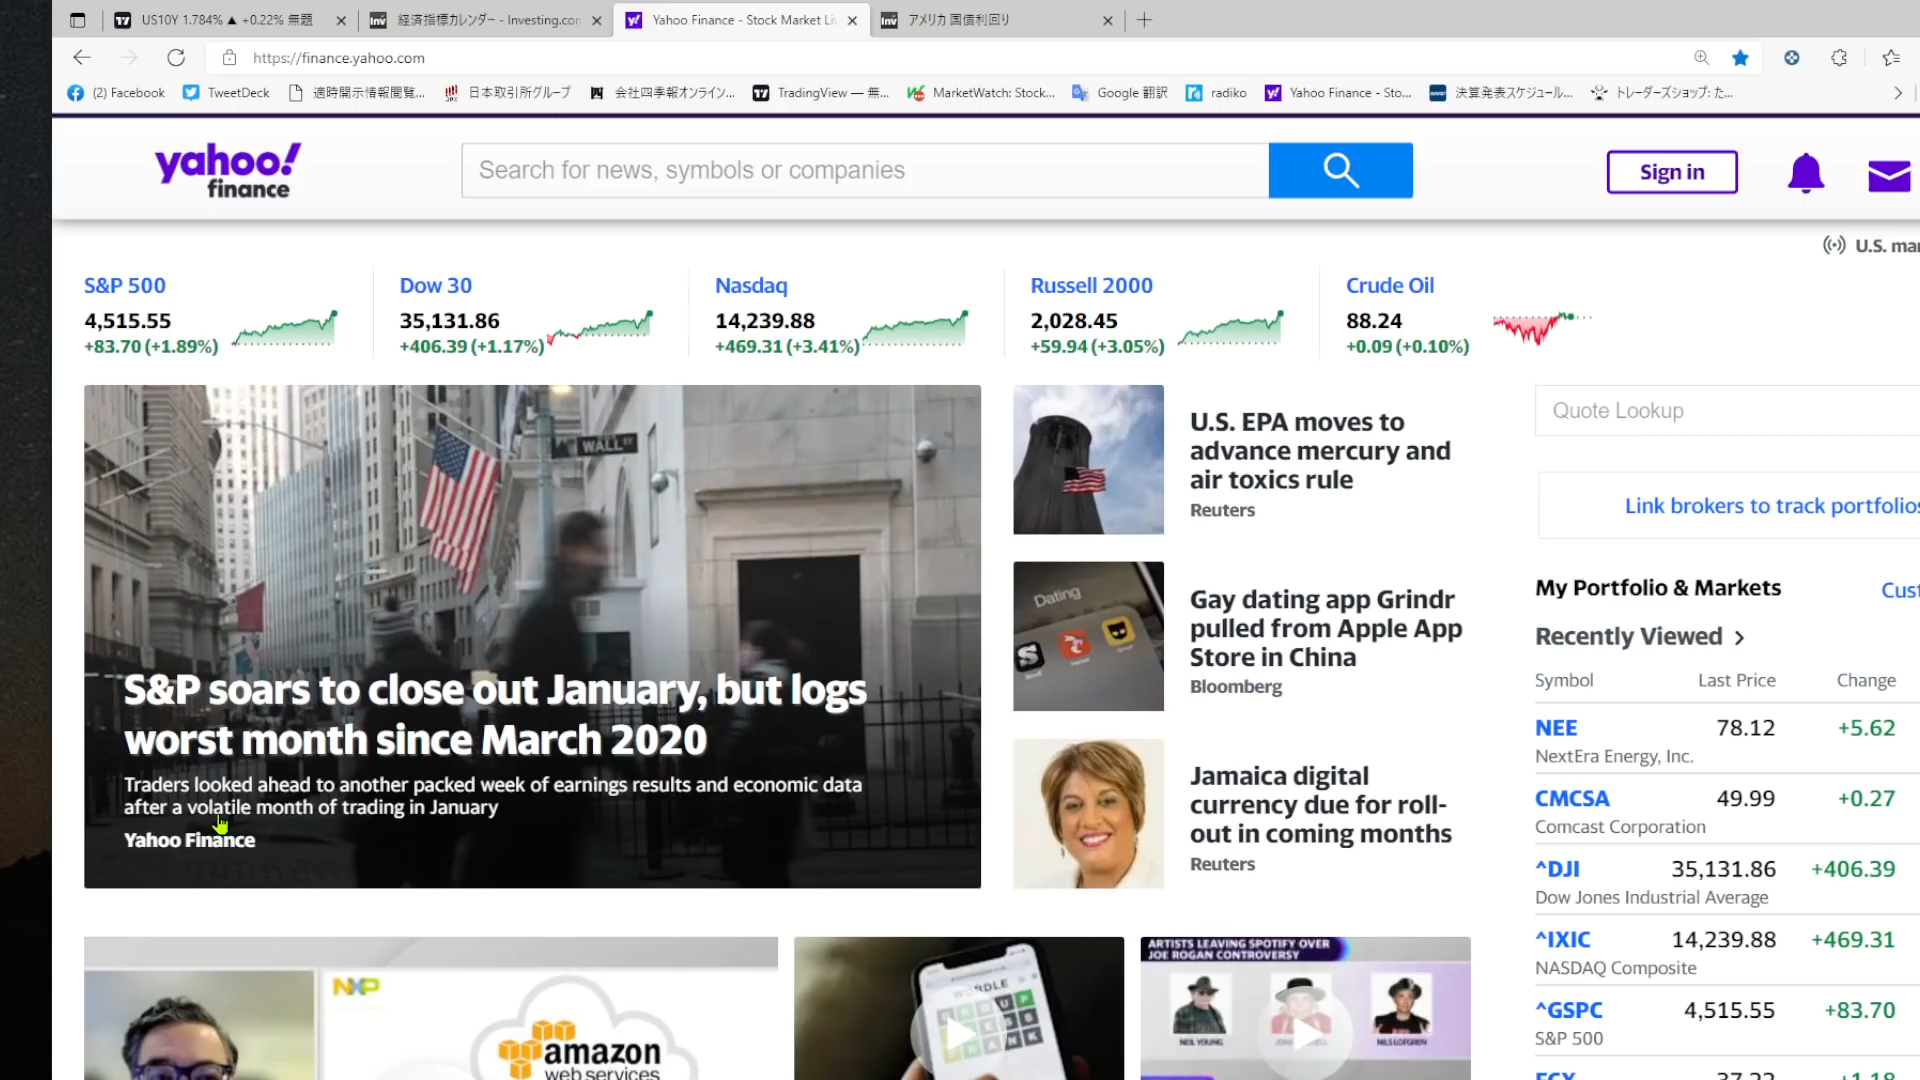 US10Y 1.784% ▲ +0.22% 無題
経済指標カレンダー - Investing.con
Yahoo Finance - Stock Market Li
アメリカ 国債利回り
https://finance.yahoo.com
(2) Facebook
TweetDeck
適時開示情報閲覧...
日本取引所グループ
会社四季報オンライン...
TradingView — 無...
MarketWatch: Stock...
Google 翻訳
radiko
Yahoo Finance - Sto...
決算発表スケジュール...
トレーダーズショップ: た...
yahoo!
finance
Search for news, symbols or companies
Sign in
U.S. mar
S&P 500
4,515.55
+83.70 (+1.89%)
Dow 30
35,131.86
+406.39 (+1.17%)
Nasdaq
14,239.88
+469.31 (+3.41%)
Russell 2000
2,028.45
+59.94 (+3.05%)
Crude Oil
88.24
+0.09 (+0.10%)
WALL ST
S&P soars to close out January, but logs
worst month since March 2020
Traders looked ahead to another packed week of earnings results and economic data
after a volatile month of trading in January
Yahoo Finance
U.S. EPA moves to
advance mercury and
air toxics rule
Reuters
Dating
Gay dating app Grindr
pulled from Apple App
Store in China
Bloomberg
Jamaica digital
currency due for roll-
out in coming months
Reuters
Quote Lookup
Link brokers to track portfolios
My Portfolio & Markets
Cust
Recently Viewed
Symbol Last Price Change
NEE 78.12 +5.62
NextEra Energy, Inc.
CMCSA 49.99 +0.27
Comcast Corporation
^DJI 35,131.86 +406.39
Dow Jones Industrial Average
^IXIC 14,239.88 +469.31
NASDAQ Composite
^GSPC 4,515.55 +83.70
S&P 500
FCX 37.22 +1.18
NXP
amazon
web services
WORDLE
ARTISTS LEAVING SPOTIFY OVER
JOE ROGAN CONTROVERSY
NEIL YOUNG
NILS LOFGREN